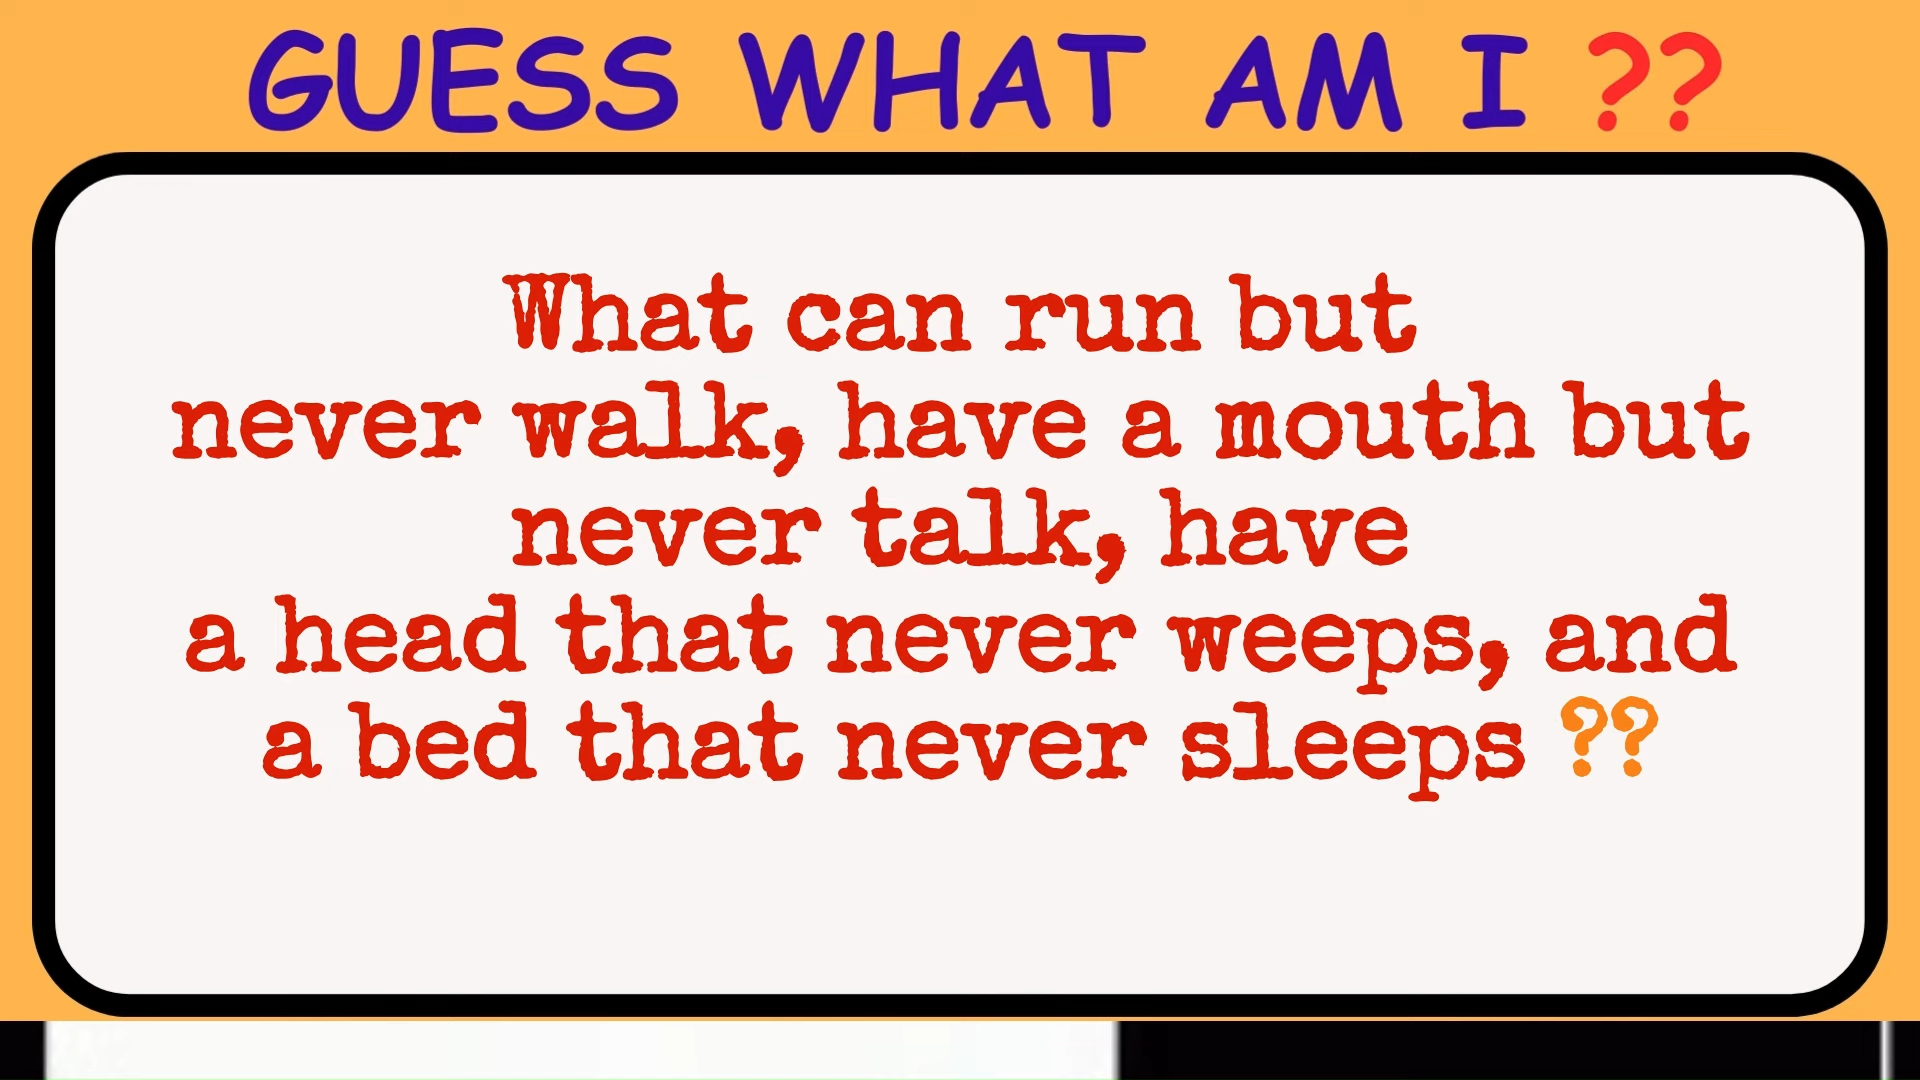 GUESS WHAT AM I ??
What can run but
never walk, have a mouth but
never talk, have
a head that never weeps, and
a bed that never sleeps ??